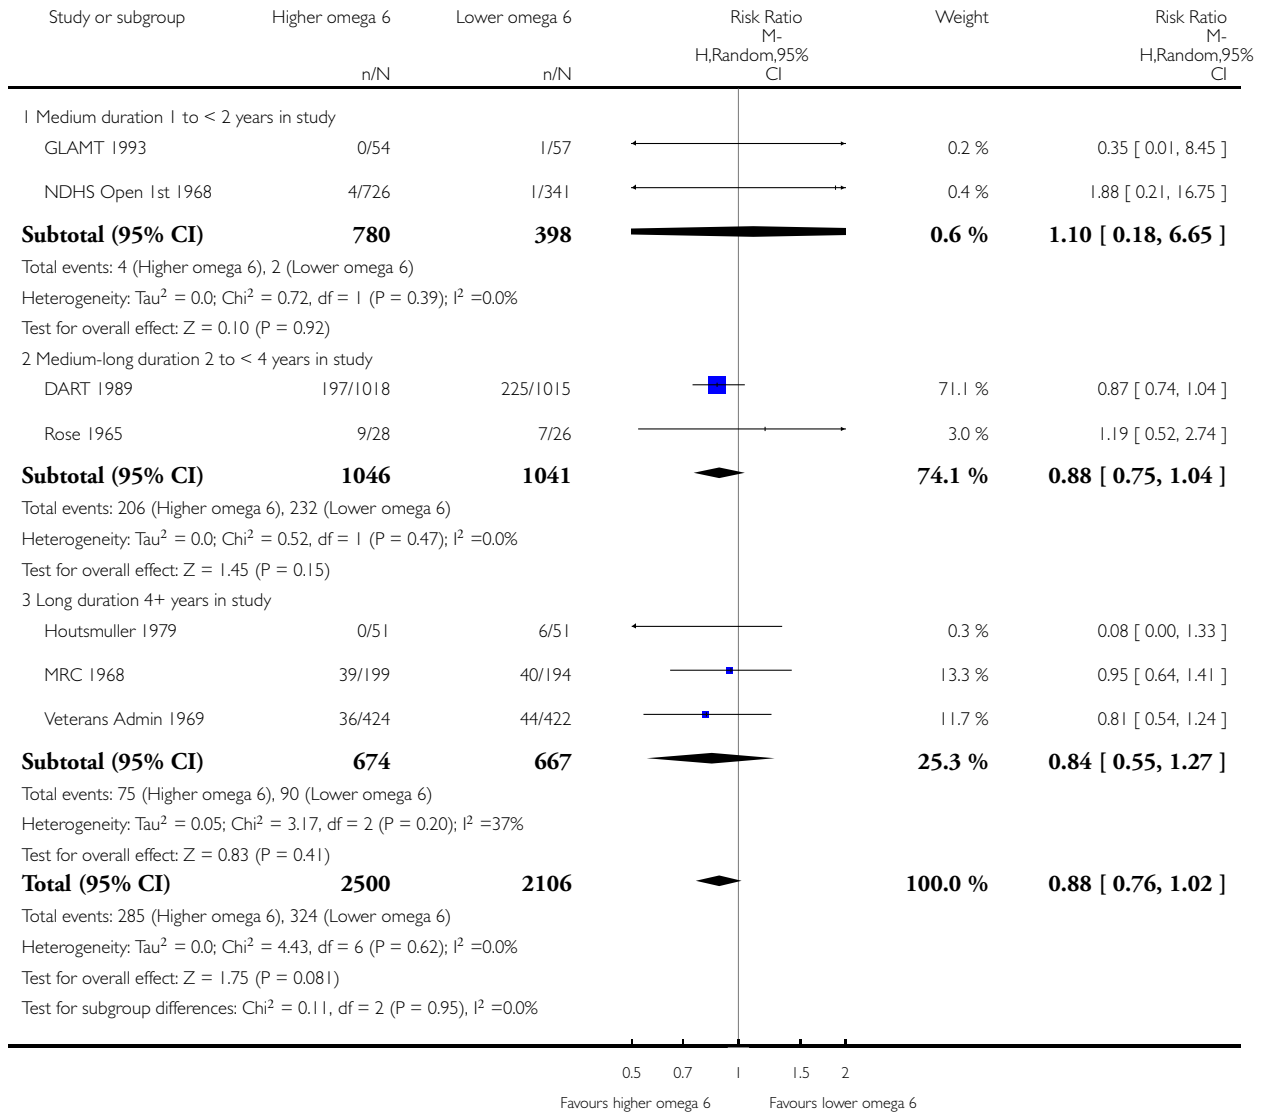 Study or subgroup Higher omega 6 Lower omega 6 Risk Ratio Weight Risk Ratio
M- M-
H,Random,95% H,Random,95%
n/N n/N CI CI
1 Medium duration 1 to < 2 years in study
GLAMT 1993 0/54 1/57 0.2 % 0.35 [ 0.01, 8.45 ]
NDHS Open 1st 1968 4/726 1/341 0.4 % 1.88 [ 0.21, 16.75 ]
Subtotal (95% CI) 780 398 0.6 % 1.10 [ 0.18, 6.65 ]
Total events: 4 (Higher omega 6), 2 (Lower omega 6)
Heterogeneity: Tau² = 0.0; Chi² = 0.72, df = 1 (P = 0.39); I² =0.0%
Test for overall effect: Z = 0.10 (P = 0.92)
2 Medium-long duration 2 to < 4 years in study
DART 1989 197/1018 225/1015 71.1 % 0.87 [ 0.74, 1.04 ]
Rose 1965 9/28 7/26 3.0 % 1.19 [ 0.52, 2.74 ]
Subtotal (95% CI) 1046 1041 74.1 % 0.88 [ 0.75, 1.04 ]
Total events: 206 (Higher omega 6), 232 (Lower omega 6)
Heterogeneity: Tau² = 0.0; Chi² = 0.52, df = 1 (P = 0.47); I² =0.0%
Test for overall effect: Z = 1.45 (P = 0.15)
3 Long duration 4+ years in study
Houtsmuller 1979 0/51 6/51 0.3 % 0.08 [ 0.00, 1.33 ]
MRC 1968 39/199 40/194 13.3 % 0.95 [ 0.64, 1.41 ]
Veterans Admin 1969 36/424 44/422 11.7 % 0.81 [ 0.54, 1.24 ]
Subtotal (95% CI) 674 667 25.3 % 0.84 [ 0.55, 1.27 ]
Total events: 75 (Higher omega 6), 90 (Lower omega 6)
Heterogeneity: Tau² = 0.05; Chi² = 3.17, df = 2 (P = 0.20); I² =37%
Test for overall effect: Z = 0.83 (P = 0.41)
Total (95% CI) 2500 2106 100.0 % 0.88 [ 0.76, 1.02 ]
Total events: 285 (Higher omega 6), 324 (Lower omega 6)
Heterogeneity: Tau² = 0.0; Chi² = 4.43, df = 6 (P = 0.62); I² =0.0%
Test for overall effect: Z = 1.75 (P = 0.081)
Test for subgroup differences: Chi² = 0.11, df = 2 (P = 0.95), I² =0.0%
0.5 0.7 1 1.5 2
Favours higher omega 6 Favours lower omega 6